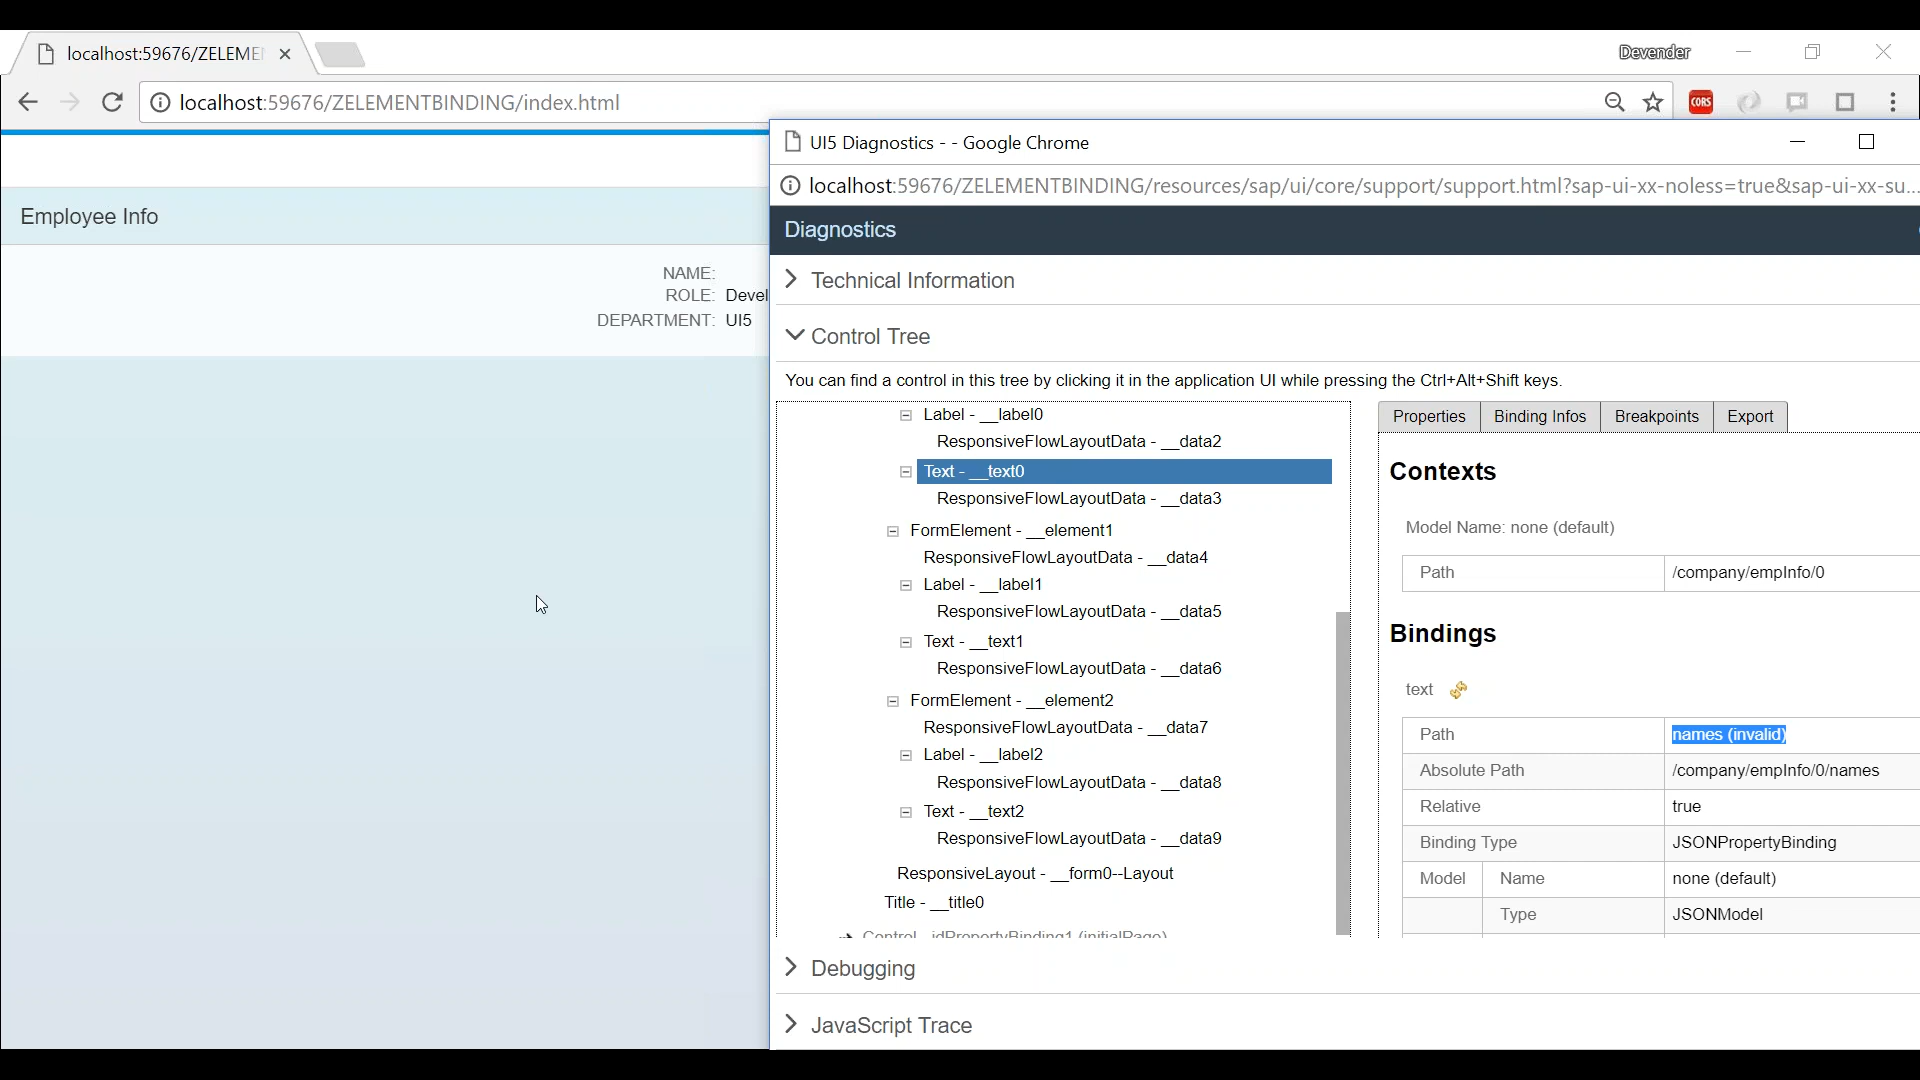 localhost:59676/ZELEME
Devender
localhost:59676/ZELEMENTBINDING/index.html
CORS
UI5 Diagnostics - - Google Chrome
localhost:59676/ZELEMENTBINDING/resources/sap/ui/core/support/support.html?sap-ui-xx-noless=true&sap-ui-xx-su...
Diagnostics
Employee Info
NAME:
ROLE: Devel
DEPARTMENT: UI5
Technical Information
Control Tree
You can find a control in this tree by clicking it in the application UI while pressing the Ctrl+Alt+Shift keys.
Label - __label0
ResponsiveFlowLayoutData - __data2
Text - __text0
ResponsiveFlowLayoutData - __data3
FormElement - __element1
ResponsiveFlowLayoutData - __data4
Label - __label1
ResponsiveFlowLayoutData - __data5
Text - __text1
ResponsiveFlowLayoutData - __data6
FormElement - __element2
ResponsiveFlowLayoutData - __data7
Label - __label2
ResponsiveFlowLayoutData - __data8
Text - __text2
ResponsiveFlowLayoutData - __data9
ResponsiveLayout - __form0--Layout
Title - __title0
Control - idPropertyBinding1 (initialPage)
Properties Binding Infos Breakpoints Export
Contexts
Model Name: none (default)
Path /company/empInfo/0
Bindings
text
Path names (invalid)
Absolute Path /company/empInfo/0/names
Relative true
Binding Type JSONPropertyBinding
Model Name none (default)
Type JSONModel
Debugging
JavaScript Trace